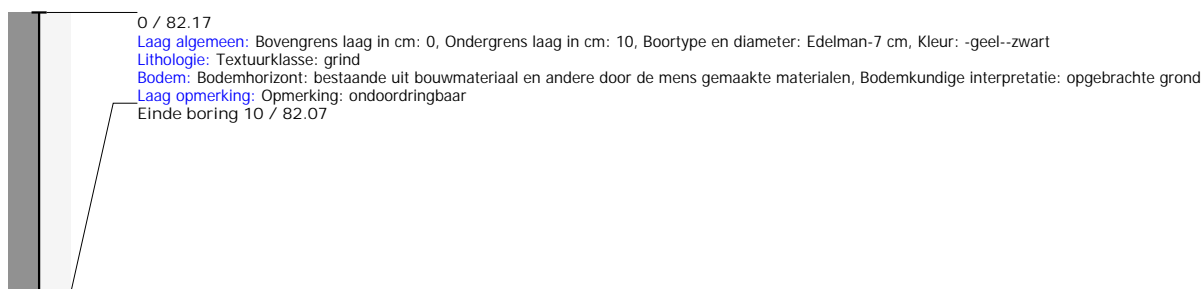 0 / 82.17
Laag algemeen: Bovengrens laag in cm: 0, Ondergrens laag in cm: 10, Boortype en diameter: Edelman-7 cm, Kleur: -geel--zwart
Lithologie: Textuurklasse: grind
Bodem: Bodemhorizont: bestaande uit bouwmateriaal en andere door de mens gemaakte materialen, Bodemkundige interpretatie: opgebrachte grond
Laag opmerking: Opmerking: ondoordringbaar
Einde boring 10 / 82.07